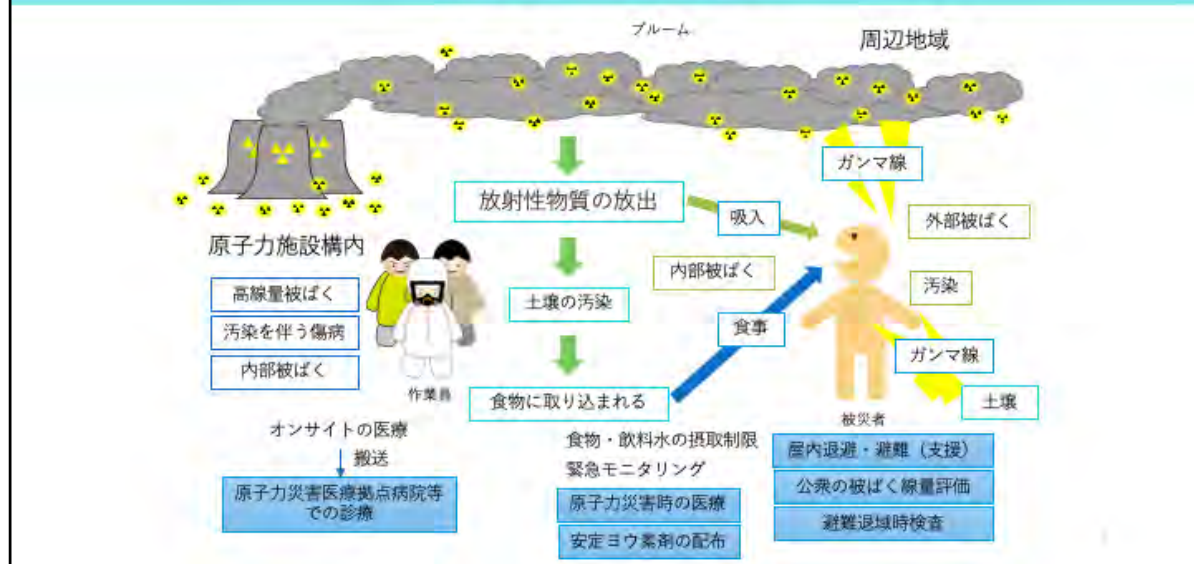 プルーム
周辺地域
ガンマ線
放射性物質の放出
吸入
外部被ばく
原子力施設構内
内部被ばく
高線量被ばく
汚染を伴う傷病
内部被ばく
作業員
土壌の汚染
汚染
食事
ガンマ線
食物に取り込まれる
土壌
被災者
オンサイトの医療
搬送
原子力災害医療拠点病院等
での診療
食物・飲料水の摂取制限
緊急モニタリング
原子力災害時の医療
安定ヨウ素剤の配布
屋内退避・避難（支援）
公衆の被ばく線量評価
避難退域時検査